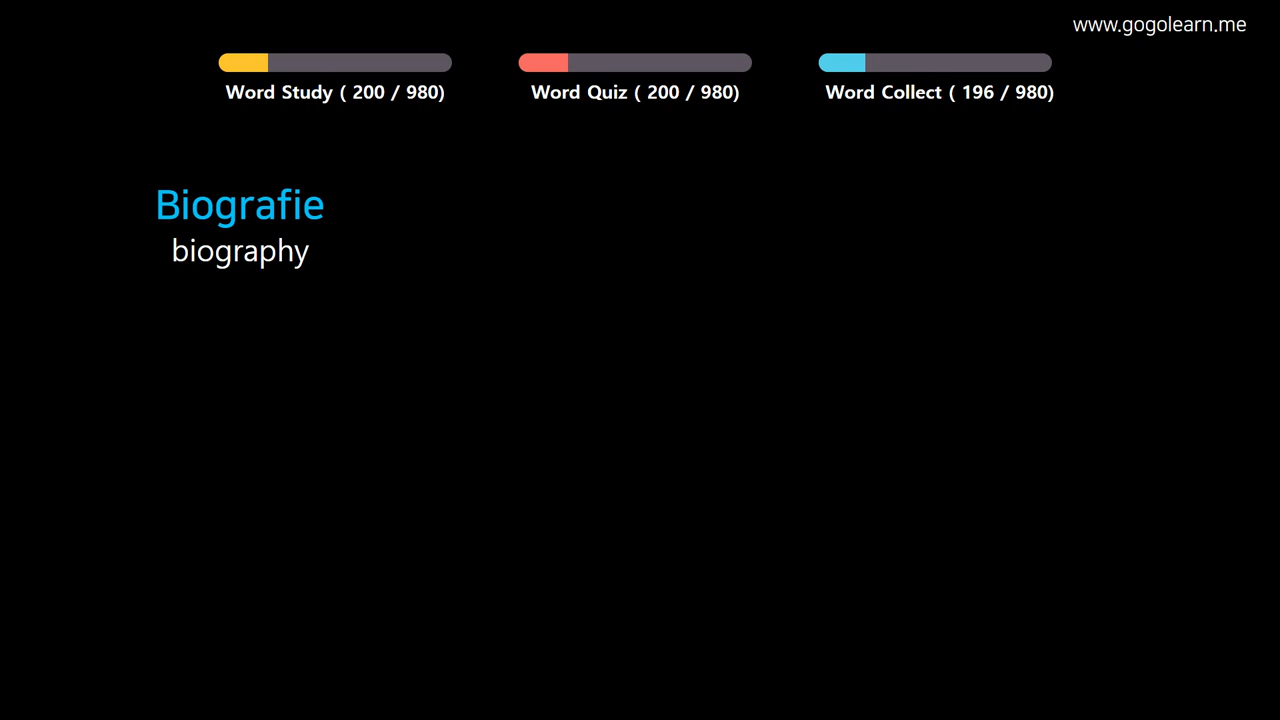 www.gogolearn.me
Word Study ( 200 / 980)
Word Quiz ( 200 / 980)
Word Collect ( 196 / 980)
Biografie
biography